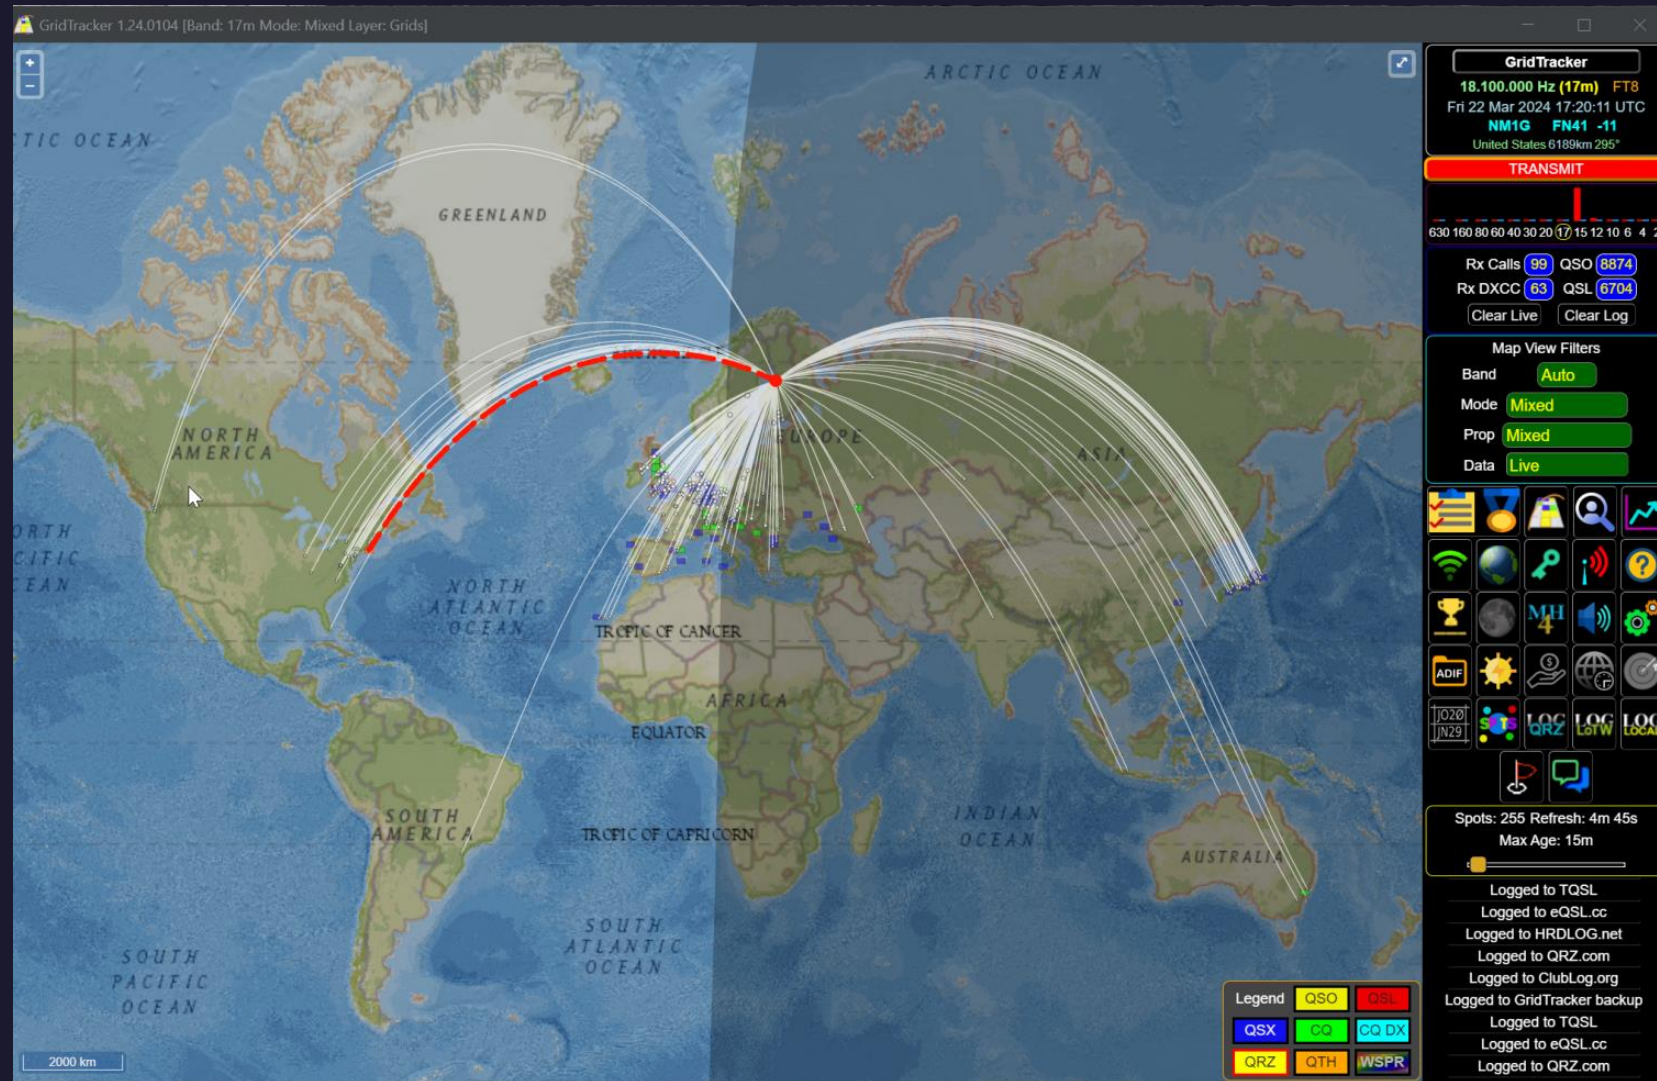 GridTracker 1.24.0104 [Band: 17m Mode: Mixed Layer: Grids]
+
−
ARCTIC OCEAN
TIC OCEAN
GREENLAND
NORTH
AMERICA
EUROPE
ASIA
ORTH
CIFIC
CEAN
NORTH
ATLANTIC
OCEAN
TROPIC OF CANCER
AFRICA
EQUATOR
SOUTH
AMERICA
TROPIC OF CAPRICORN
INDIAN
OCEAN
AUSTRALIA
SOUTH
ATLANTIC
OCEAN
SOUTH
PACIFIC
OCEAN
2000 km
Legend QSO QSL
QSX CQ CQ DX
QRZ QTH WSPR
GridTracker
18.100.000 Hz (17m) FT8
Fri 22 Mar 2024 17:20:11 UTC
NM1G FN41 -11
United States 6189km 295°
TRANSMIT
630 160 80 60 40 30 20 17 15 12 10 6 4 2
Rx Calls 99 QSO 8874
Rx DXCC 63 QSL 6704
Clear Live Clear Log
Map View Filters
Band Auto
Mode Mixed
Prop Mixed
Data Live
?
MH
4
ADIF
$
JO20
JN29
SPOTS
LOG
QRZ
LOG
LoTW
LOG
LOCAL
Spots: 255 Refresh: 4m 45s
Max Age: 15m
Logged to TQSL
Logged to eQSL.cc
Logged to HRDLOG.net
Logged to QRZ.com
Logged to ClubLog.org
Logged to GridTracker backup
Logged to TQSL
Logged to eQSL.cc
Logged to QRZ.com